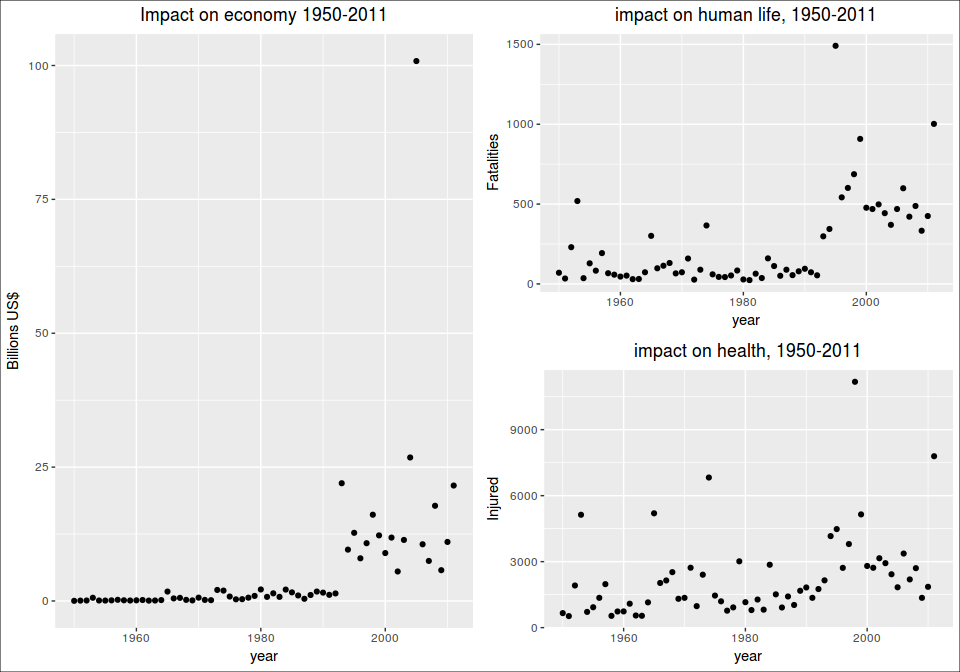 Impact on economy 1950-2011
100
75
50
25
0
Billions US$
1960
1980
2000
year
impact on human life, 1950-2011
1500
1000
500
0
Fatalities
1960
1980
2000
year
impact on health, 1950-2011
9000
6000
3000
0
Injured
1960
1980
2000
year